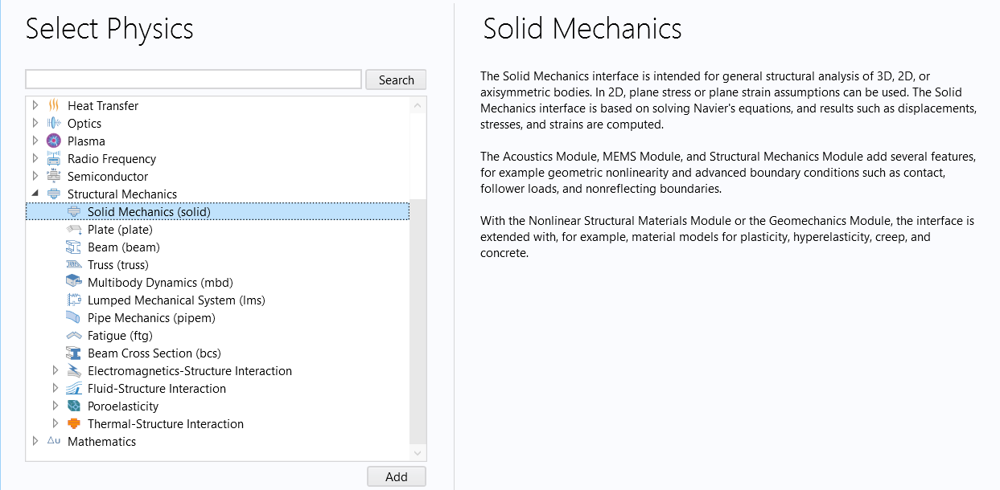 Select Physics
Search
Heat Transfer
Optics
Plasma
Radio Frequency
Semiconductor
Structural Mechanics
Solid Mechanics (solid)
Plate (plate)
Beam (beam)
Truss (truss)
Multibody Dynamics (mbd)
Lumped Mechanical System (lms)
Pipe Mechanics (pipem)
Fatigue (ftg)
Beam Cross Section (bcs)
Electromagnetics-Structure Interaction
Fluid-Structure Interaction
Poroelasticity
Thermal-Structure Interaction
Δu Mathematics
Add
Solid Mechanics
The Solid Mechanics interface is intended for general structural analysis of 3D, 2D, or
axisymmetric bodies. In 2D, plane stress or plane strain assumptions can be used. The Solid
Mechanics interface is based on solving Navier's equations, and results such as displacements,
stresses, and strains are computed.
The Acoustics Module, MEMS Module, and Structural Mechanics Module add several features,
for example geometric nonlinearity and advanced boundary conditions such as contact,
follower loads, and nonreflecting boundaries.
With the Nonlinear Structural Materials Module or the Geomechanics Module, the interface is
extended with, for example, material models for plasticity, hyperelasticity, creep, and
concrete.